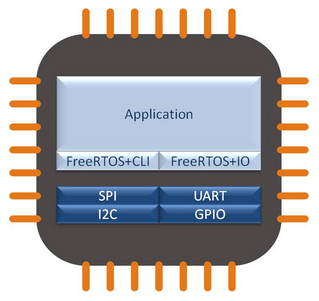 Application
FreeRTOS+CLI FreeRTOS+IO
SPI UART
I2C GPIO